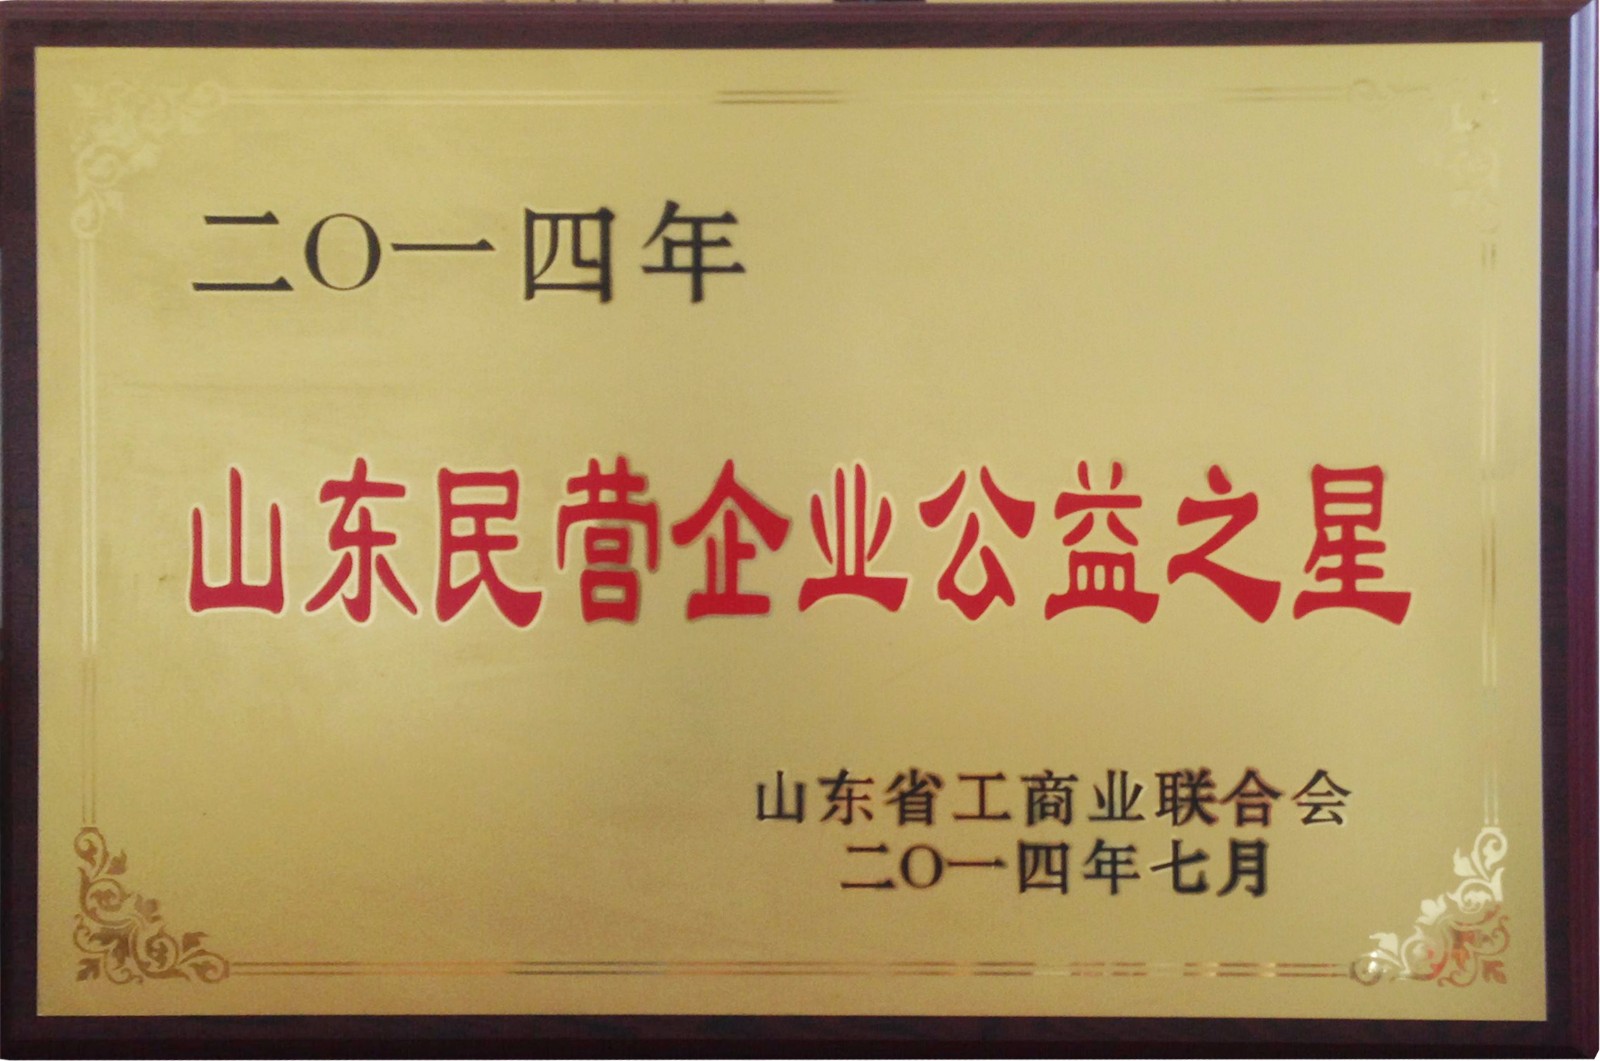 二〇一四年
山东民营企业公益之星
山东省工商业联合会
二〇一四年七月